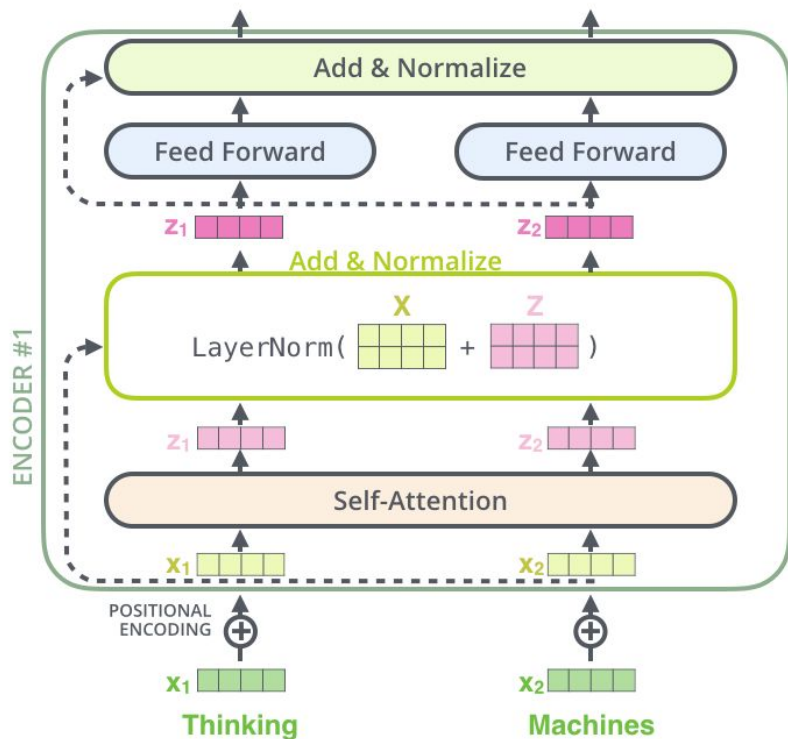 Add & Normalize
Feed Forward Feed Forward
z1 z2
Add & Normalize
X Z
LayerNorm( + )
ENCODER #1
z1 z2
Self-Attention
x1 x2
POSITIONAL
ENCODING
x1 x2
Thinking Machines